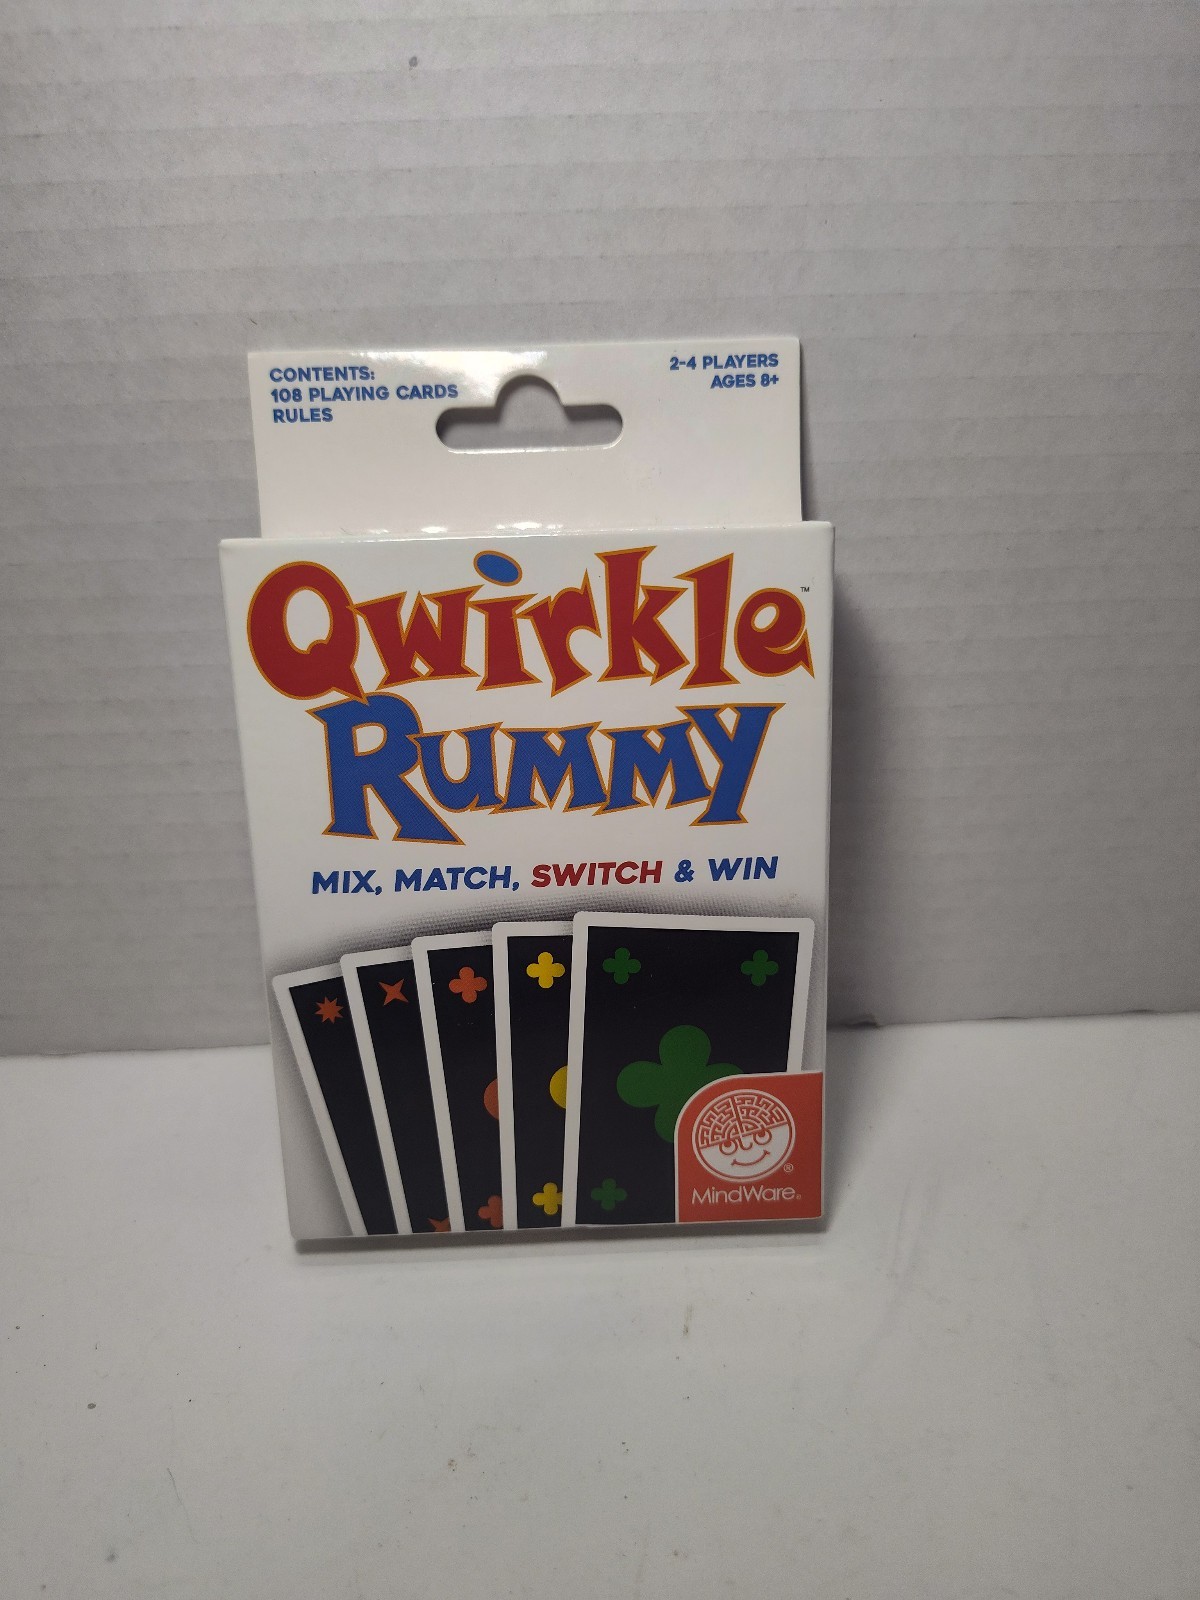 CONTENTS:
108 PLAYING CARDS
RULES
2-4 PLAYERS
AGES 8+
Qwirkle™
RUMMY
MIX, MATCH, SWITCH & WIN
®
MindWare®